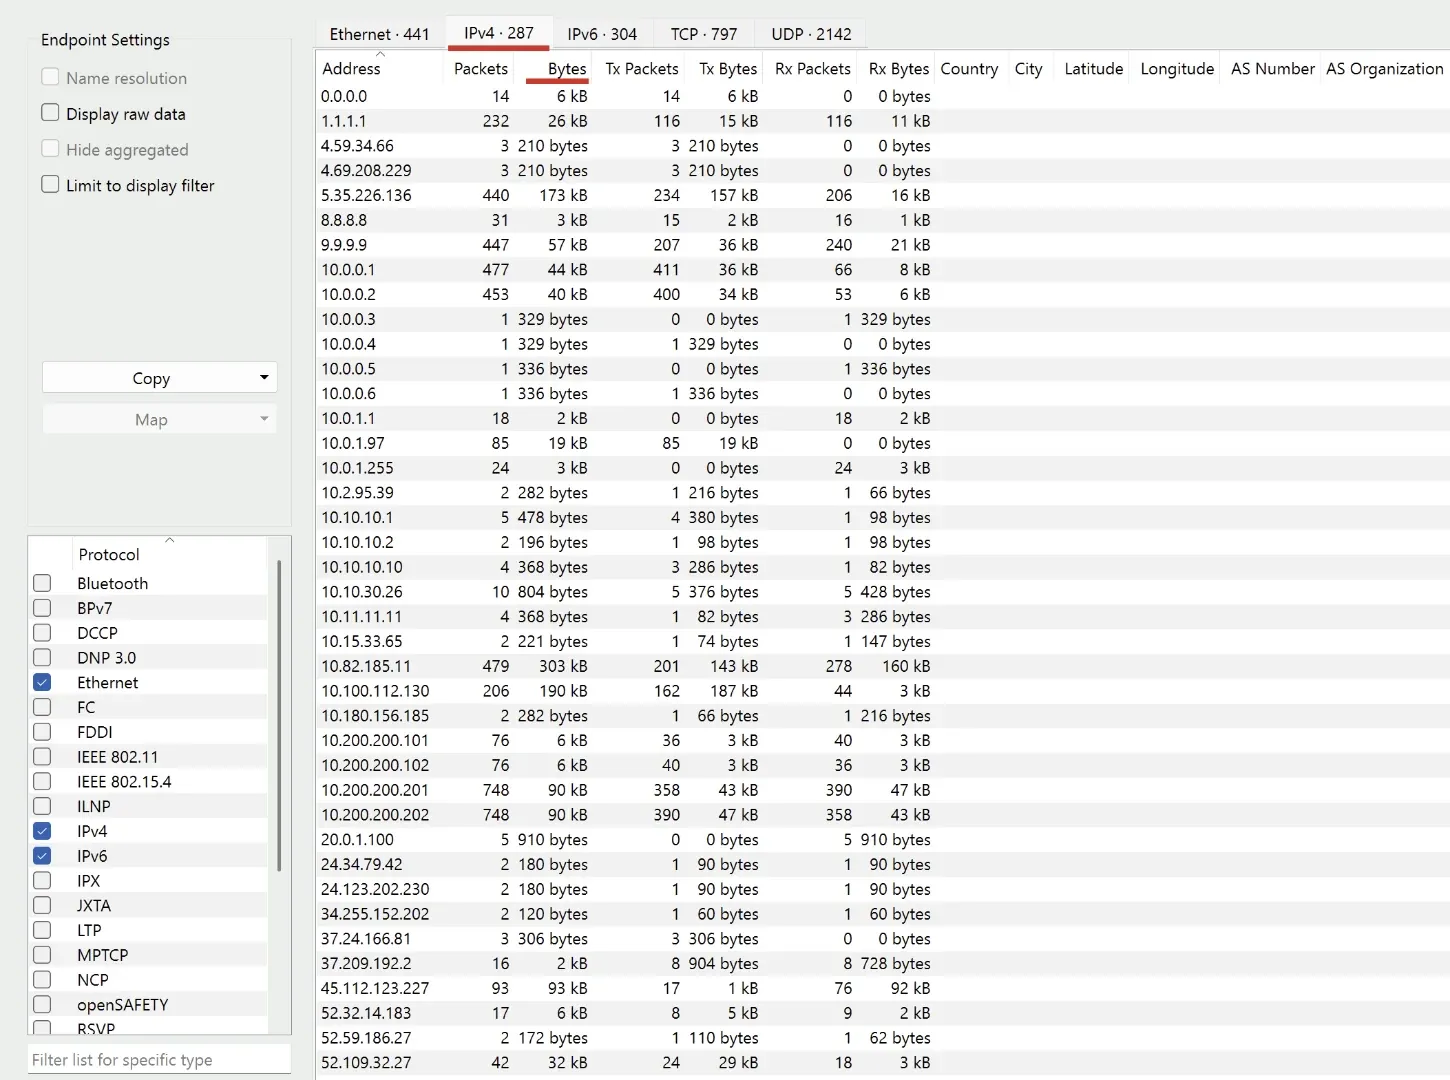 Endpoint Settings
Name resolution
Display raw data
Hide aggregated
Limit to display filter
Copy
Map
Protocol
Bluetooth
BPv7
DCCP
DNP 3.0
Ethernet
FC
FDDI
IEEE 802.11
IEEE 802.15.4
ILNP
IPv4
IPv6
IPX
JXTA
LTP
MPTCP
NCP
openSAFETY
RSVP
Filter list for specific type
Ethernet · 441 IPv4 · 287 IPv6 · 304 TCP · 797 UDP · 2142
Address Packets Bytes Tx Packets Tx Bytes Rx Packets Rx Bytes Country City Latitude Longitude AS Number AS Organization
0.0.0.0 14 6 kB 14 6 kB 0 0 bytes
1.1.1.1 232 26 kB 116 15 kB 116 11 kB
4.59.34.66 3 210 bytes 3 210 bytes 0 0 bytes
4.69.208.229 3 210 bytes 3 210 bytes 0 0 bytes
5.35.226.136 440 173 kB 234 157 kB 206 16 kB
8.8.8.8 31 3 kB 15 2 kB 16 1 kB
9.9.9.9 447 57 kB 207 36 kB 240 21 kB
10.0.0.1 477 44 kB 411 36 kB 66 8 kB
10.0.0.2 453 40 kB 400 34 kB 53 6 kB
10.0.0.3 1 329 bytes 0 0 bytes 1 329 bytes
10.0.0.4 1 329 bytes 1 329 bytes 0 0 bytes
10.0.0.5 1 336 bytes 0 0 bytes 1 336 bytes
10.0.0.6 1 336 bytes 1 336 bytes 0 0 bytes
10.0.1.1 18 2 kB 0 0 bytes 18 2 kB
10.0.1.97 85 19 kB 85 19 kB 0 0 bytes
10.0.1.255 24 3 kB 0 0 bytes 24 3 kB
10.2.95.39 2 282 bytes 1 216 bytes 1 66 bytes
10.10.10.1 5 478 bytes 4 380 bytes 1 98 bytes
10.10.10.2 2 196 bytes 1 98 bytes 1 98 bytes
10.10.10.10 4 368 bytes 3 286 bytes 1 82 bytes
10.10.30.26 10 804 bytes 5 376 bytes 5 428 bytes
10.11.11.11 4 368 bytes 1 82 bytes 3 286 bytes
10.15.33.65 2 221 bytes 1 74 bytes 1 147 bytes
10.82.185.11 479 303 kB 201 143 kB 278 160 kB
10.100.112.130 206 190 kB 162 187 kB 44 3 kB
10.180.156.185 2 282 bytes 1 66 bytes 1 216 bytes
10.200.200.101 76 6 kB 36 3 kB 40 3 kB
10.200.200.102 76 6 kB 40 3 kB 36 3 kB
10.200.200.201 748 90 kB 358 43 kB 390 47 kB
10.200.200.202 748 90 kB 390 47 kB 358 43 kB
20.0.1.100 5 910 bytes 0 0 bytes 5 910 bytes
24.34.79.42 2 180 bytes 1 90 bytes 1 90 bytes
24.123.202.230 2 180 bytes 1 90 bytes 1 90 bytes
34.255.152.202 2 120 bytes 1 60 bytes 1 60 bytes
37.24.166.81 3 306 bytes 3 306 bytes 0 0 bytes
37.209.192.2 16 2 kB 8 904 bytes 8 728 bytes
45.112.123.227 93 93 kB 17 1 kB 76 92 kB
52.32.14.183 17 6 kB 8 5 kB 9 2 kB
52.59.186.27 2 172 bytes 1 110 bytes 1 62 bytes
52.109.32.27 42 32 kB 24 29 kB 18 3 kB